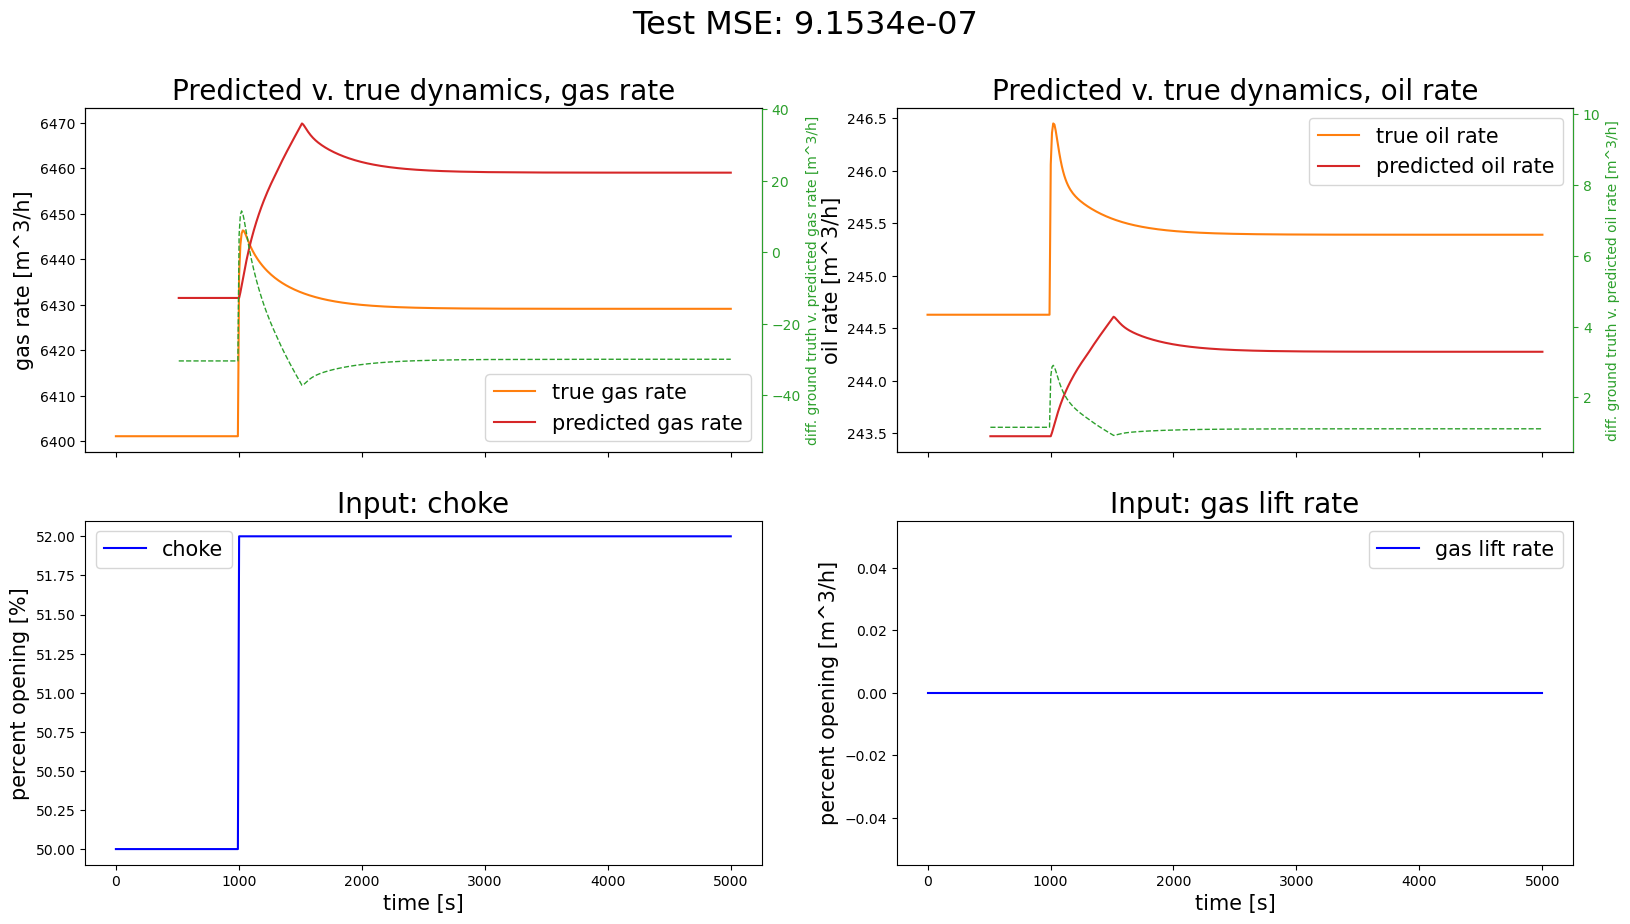 Test MSE: 9.1534e-07
Predicted v. true dynamics, gas rate
gas rate [m^3/h]
6470
6460
6450
6440
6430
6420
6410
6400
40
20
0
−20
−40
diff. ground truth v. predicted gas rate [m^3/h]
true gas rate
predicted gas rate
Predicted v. true dynamics, oil rate
oil rate [m^3/h]
246.5
246.0
245.5
245.0
244.5
244.0
243.5
10
8
6
4
2
diff. ground truth v. predicted oil rate [m^3/h]
true oil rate
predicted oil rate
Input: choke
percent opening [%]
52.00
51.75
51.50
51.25
51.00
50.75
50.50
50.25
50.00
choke
0 1000 2000 3000 4000 5000
time [s]
Input: gas lift rate
percent opening [m^3/h]
0.04
0.02
0.00
−0.02
−0.04
gas lift rate
0 1000 2000 3000 4000 5000
time [s]